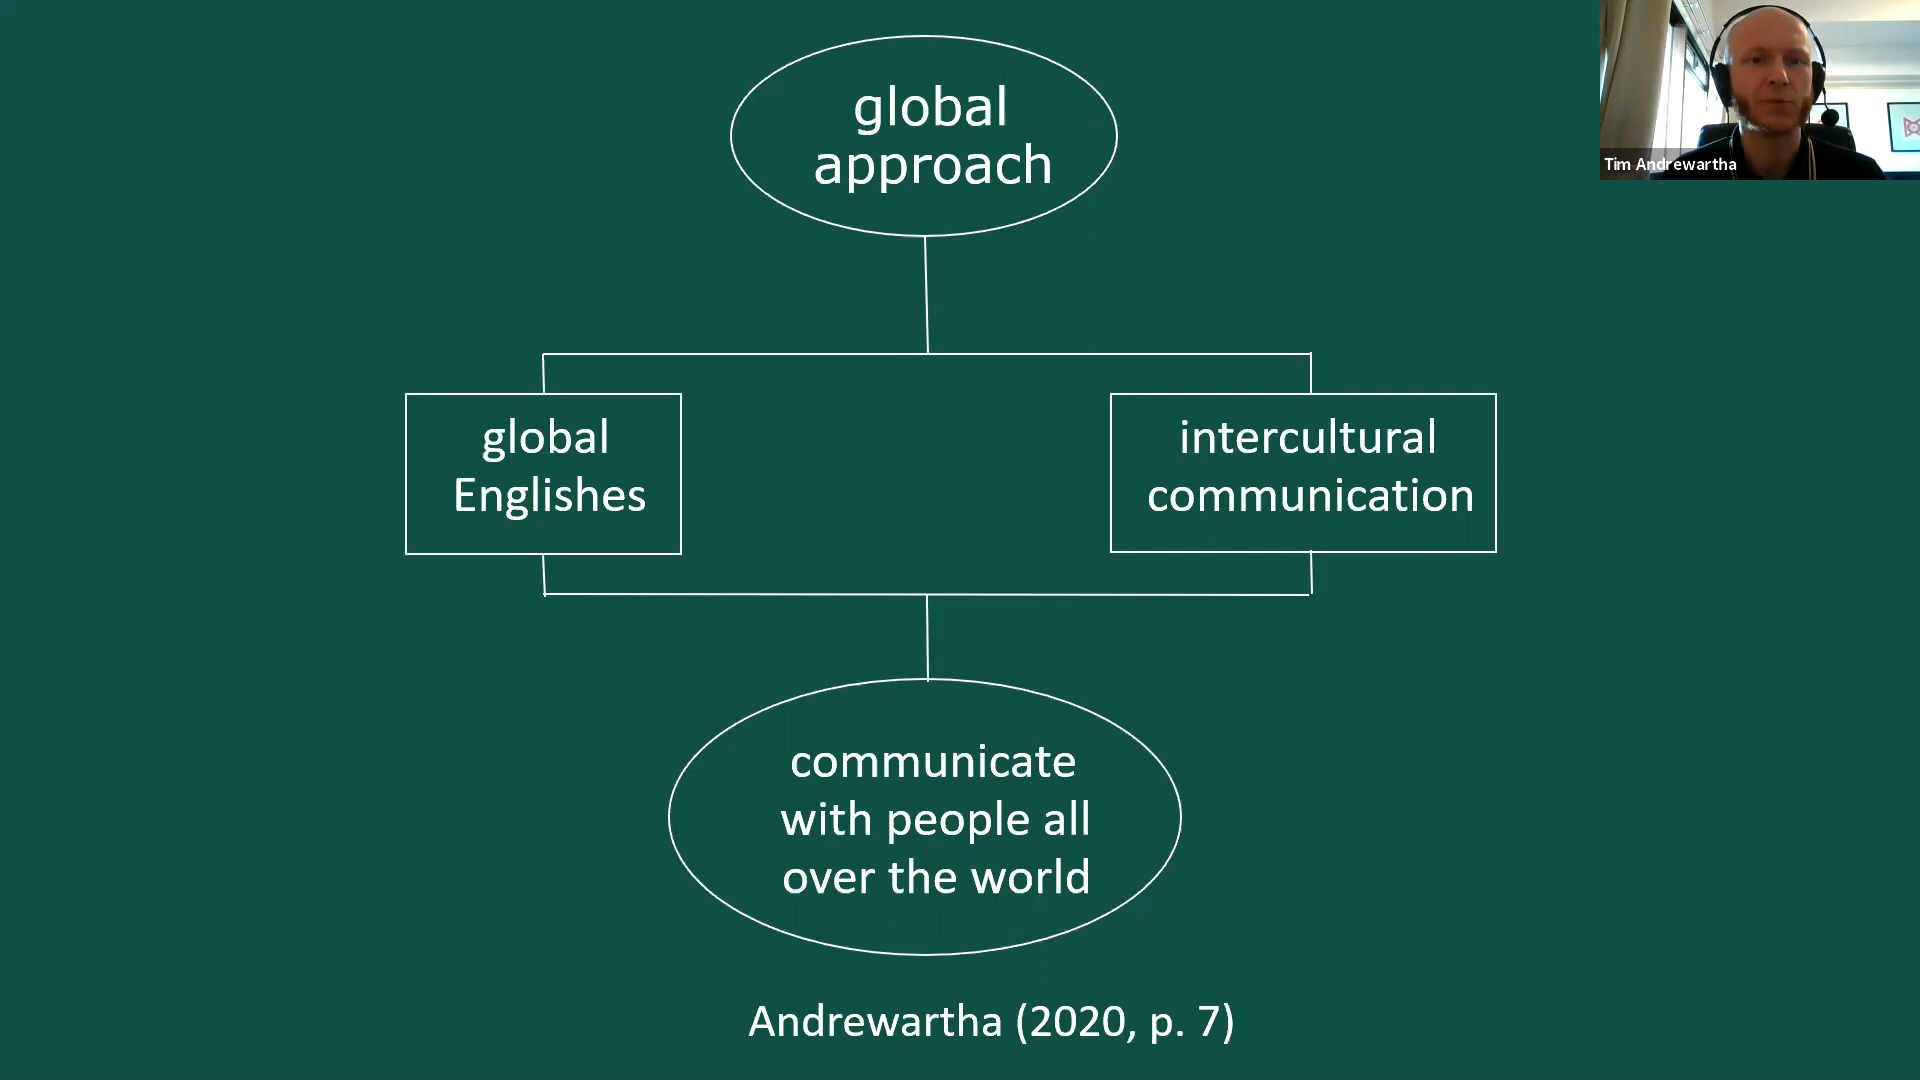 global
approach
Tim Andrewartha
global
Englishes
intercultural
communication
communicate
with people all
over the world
Andrewartha (2020, p. 7)